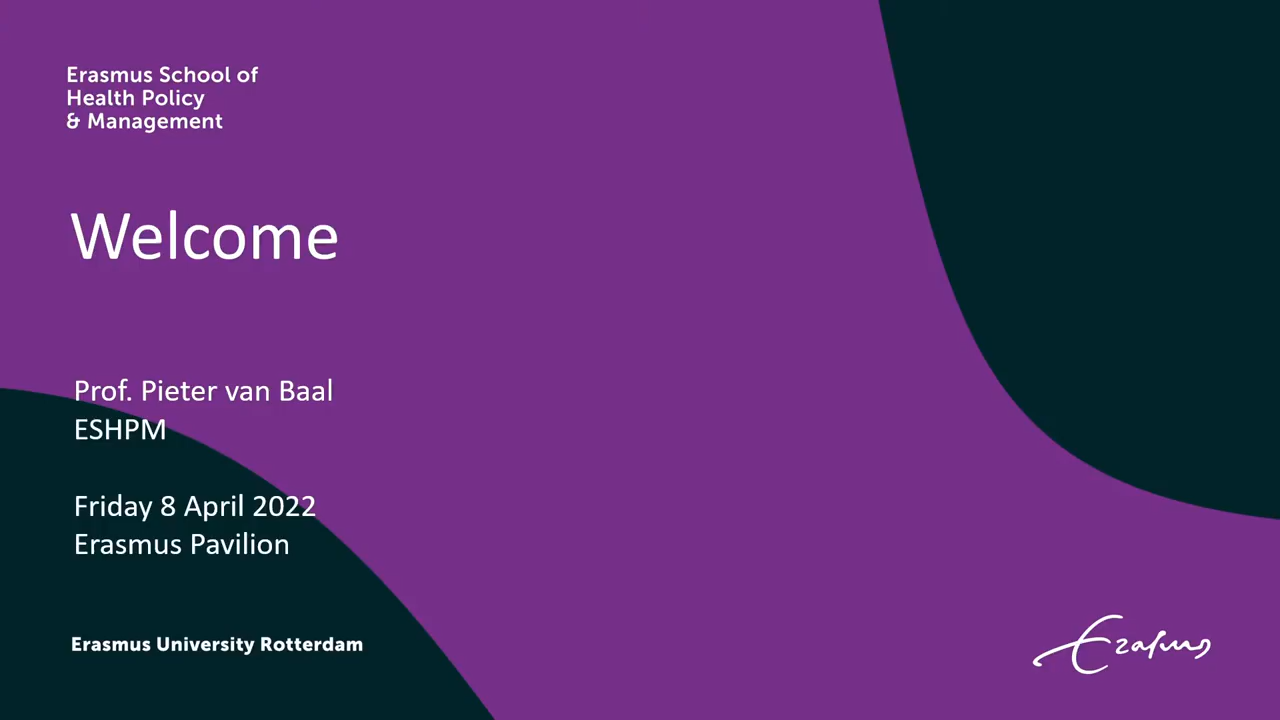 Erasmus School of
Health Policy
& Management
Welcome
Prof. Pieter van Baal
ESHPM
Friday 8 April 2022
Erasmus Pavilion
Erasmus University Rotterdam
Erasmus